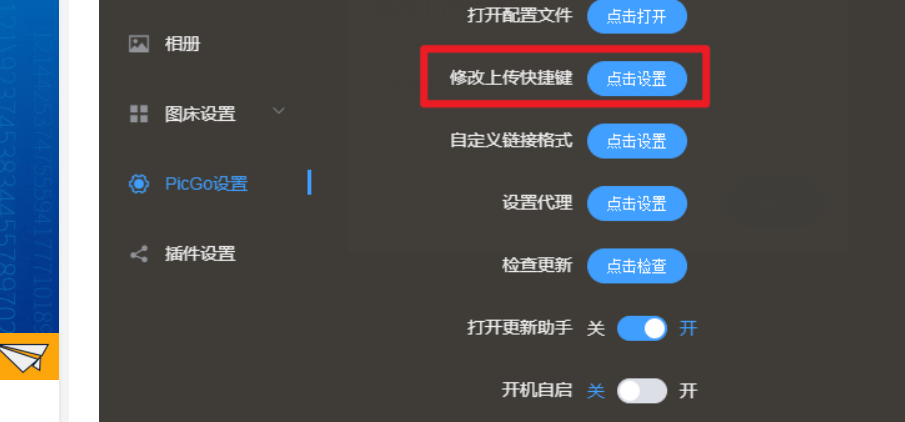 打开配置文件 点击打开
相册
修改上传快捷键 点击设置
图床设置
自定义链接格式 点击设置
PicGo设置
设置代理 点击设置
插件设置
检查更新 点击检查
打开更新助手 关 开
开机自启 关 开